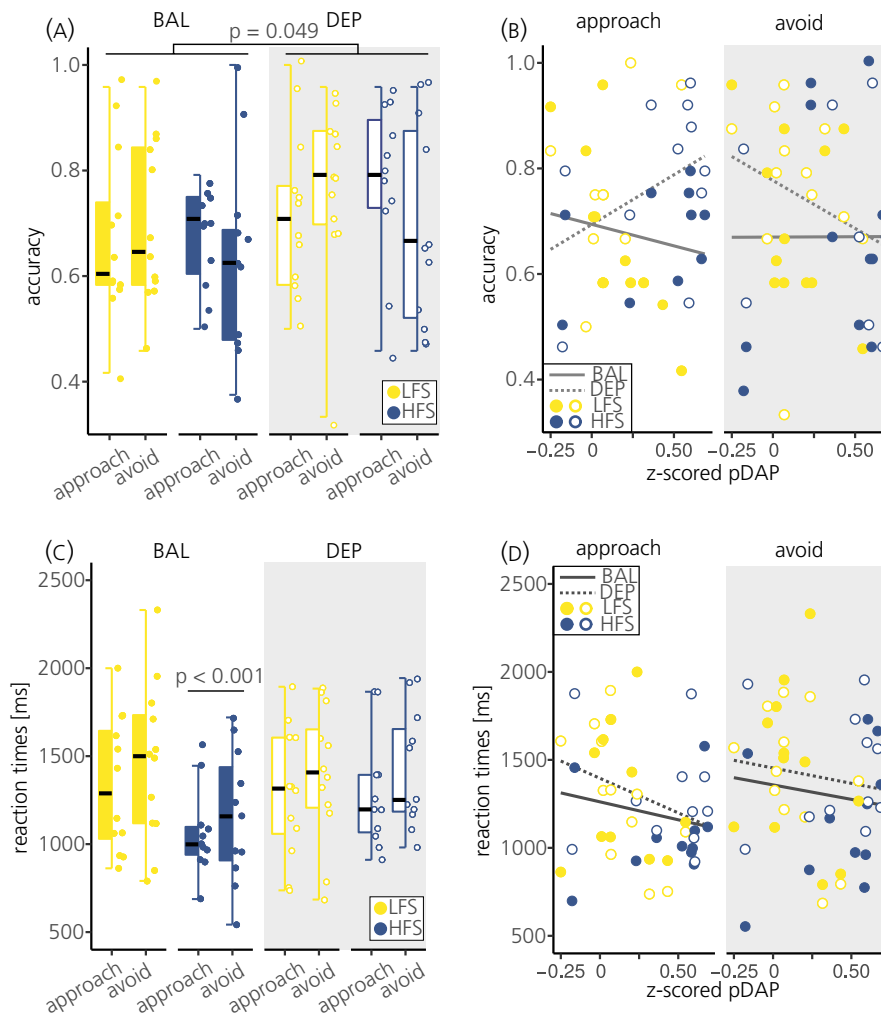 (A)
BAL
DEP
p = 0.049
accuracy
1.0
0.8
0.6
0.4
LFS
HFS
approach
avoid
approach
avoid
approach
avoid
approach
avoid
(B)
approach
avoid
accuracy
1.0
0.8
0.6
0.4
BAL
DEP
LFS
HFS
−0.25 0 0.50 −0.25 0 0.50
z-scored pDAP
(C)
BAL
DEP
p < 0.001
reaction times [ms]
2500
2000
1500
1000
500
LFS
HFS
approach
avoid
approach
avoid
approach
avoid
approach
avoid
(D)
approach
avoid
reaction times [ms]
2500
2000
1500
1000
500
BAL
DEP
LFS
HFS
−0.25 0 0.50 −0.25 0 0.50
z-scored pDAP